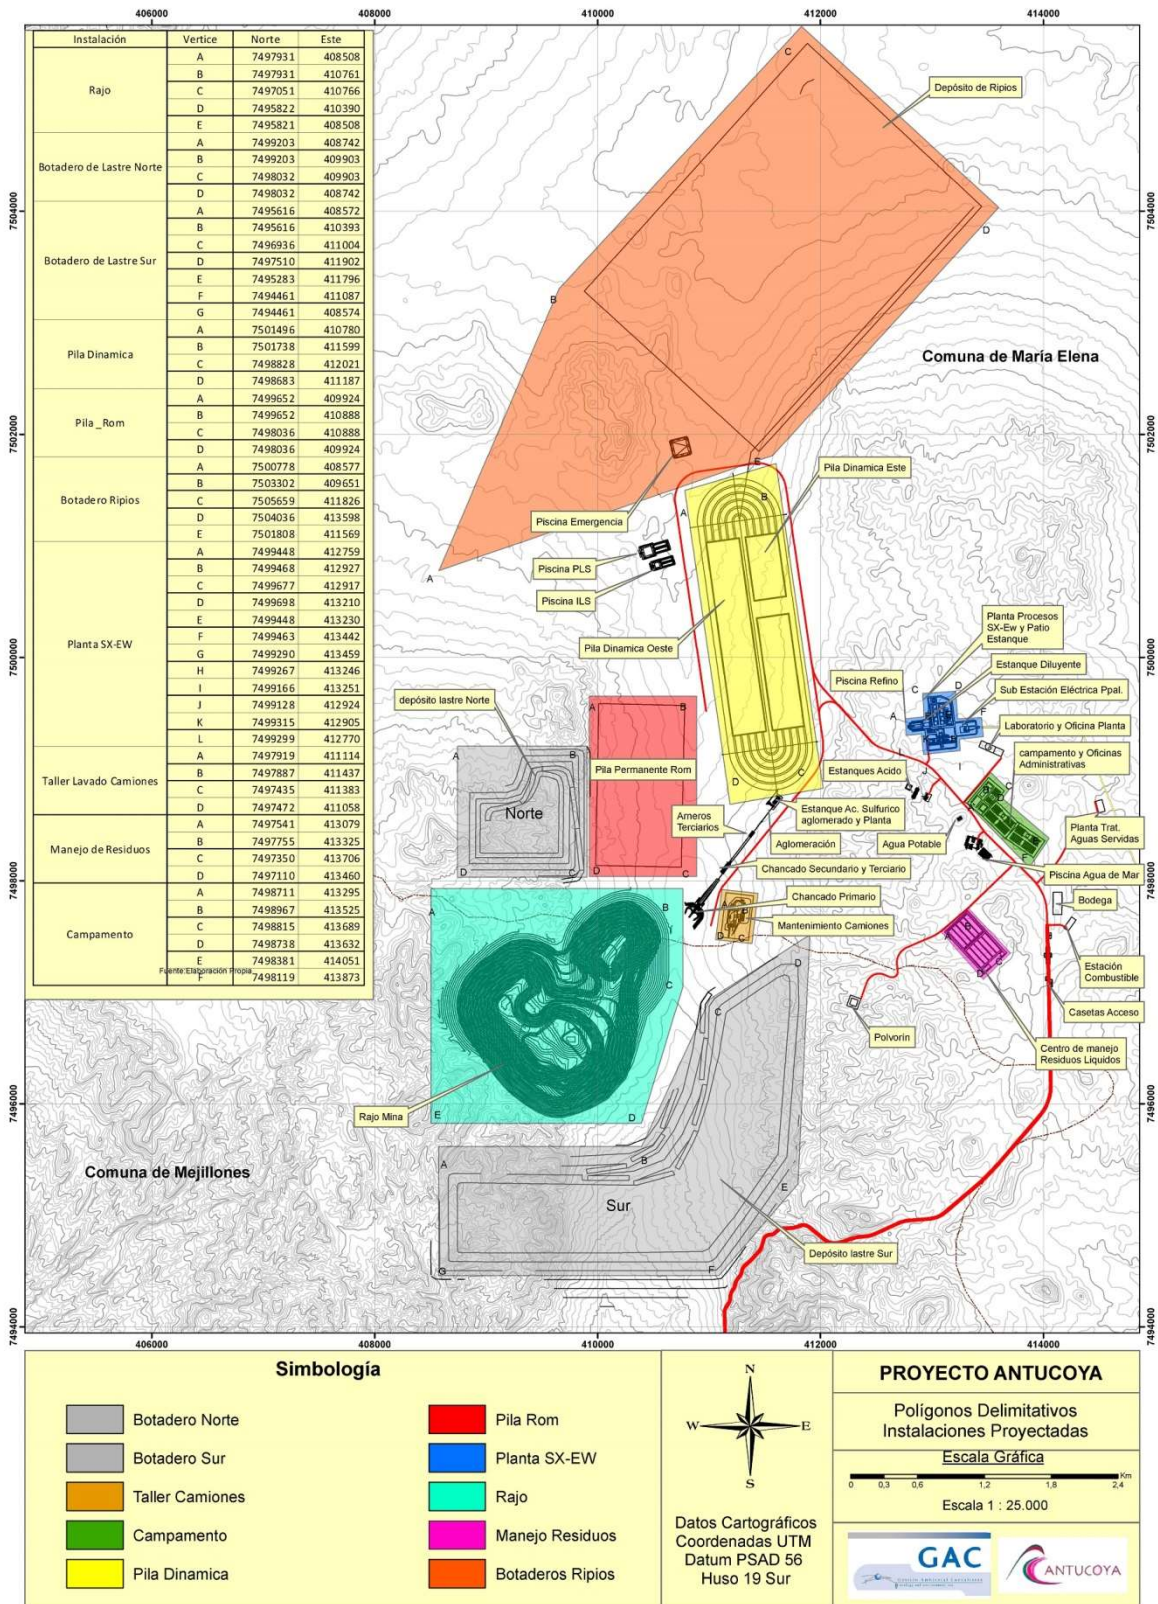 406000 408000 410000 412000 414000
Instalación Vertice Norte Este
Rajo
A 7497931 408508
B 7497931 410761
C 7497051 410766
D 7495822 410390
E 7495821 408508
Botadero de Lastre Norte
A 7499203 408742
B 7499203 409903
C 7498032 409903
D 7498032 408742
Botadero de Lastre Sur
A 7495616 408572
B 7495616 410393
C 7496936 411004
D 7497510 411902
E 7495283 411796
F 7494461 411087
G 7494461 408574
Pila Dinamica
A 7501496 410780
B 7501738 411599
C 7498828 412021
D 7498683 411187
Pila _Rom
A 7499652 409924
B 7499652 410888
C 7498036 410888
D 7498036 409924
Botadero Ripios
A 7500778 408577
B 7503302 409651
C 7505659 411826
D 7504036 413598
E 7501808 411569
Planta SX-EW
A 7499448 412759
B 7499468 412927
C 7499677 412917
D 7499698 413210
E 7499448 413230
F 7499463 413442
G 7499290 413459
H 7499267 413246
I 7499166 413251
J 7499128 412924
K 7499315 412905
L 7499299 412770
Taller Lavado Camiones
A 7497919 411114
B 7497887 411437
C 7497435 411383
D 7497472 411058
Manejo de Residuos
A 7497541 413079
B 7497755 413325
C 7497350 413706
D 7497110 413460
Campamento
A 7498711 413295
B 7498967 413525
C 7498815 413689
D 7498738 413632
E 7498381 414051
F 7498119 413873
Fuente:Elaboración Propia
7504000
7502000
7500000
7498000
7496000
7494000
7504000
7502000
7500000
7498000
7496000
7494000
Depósito de Ripios
Comuna de María Elena
Pila Dinamica Este
Piscina Emergencia
Piscina PLS
Piscina ILS
Pila Dinamica Oeste
Planta Procesos
SX-Ew y Patio
Estanque
Estanque Diluyente
Piscina Refino
Sub Estación Eléctrica Ppal.
Laboratorio y Oficina Planta
depósito lastre Norte
campamento y Oficinas
Administrativas
Pila Permanente Rom
Estanques Acido
Norte
Arneros
Terciarios
Estanque Ac. Sulfurico
aglomerado y Planta
Aglomeración
Agua Potable
Planta Trat.
Aguas Servidas
Piscina Agua de Mar
Chancado Secundario y Terciario
Chancado Primario
Bodega
Mantenimiento Camiones
Estación
Combustible
Casetas Acceso
Polvorín
Centro de manejo
Residuos Liquidos
Rajo Mina
Comuna de Mejillones
Sur
Depósito lastre Sur
406000 408000 410000 412000 414000
Simbología
Botadero Norte
Botadero Sur
Taller Camiones
Campamento
Pila Dinamica
Pila Rom
Planta SX-EW
Rajo
Manejo Residuos
Botaderos Ripios
N
W E
S
Datos Cartográficos
Coordenadas UTM
Datum PSAD 56
Huso 19 Sur
PROYECTO ANTUCOYA
Polígonos Delimitativos
Instalaciones Proyectadas
Escala Gráfica
0 0,3 0,6 1,2 1,8 2,4 Km
Escala 1 : 25.000
GAC
ANTUCOYA